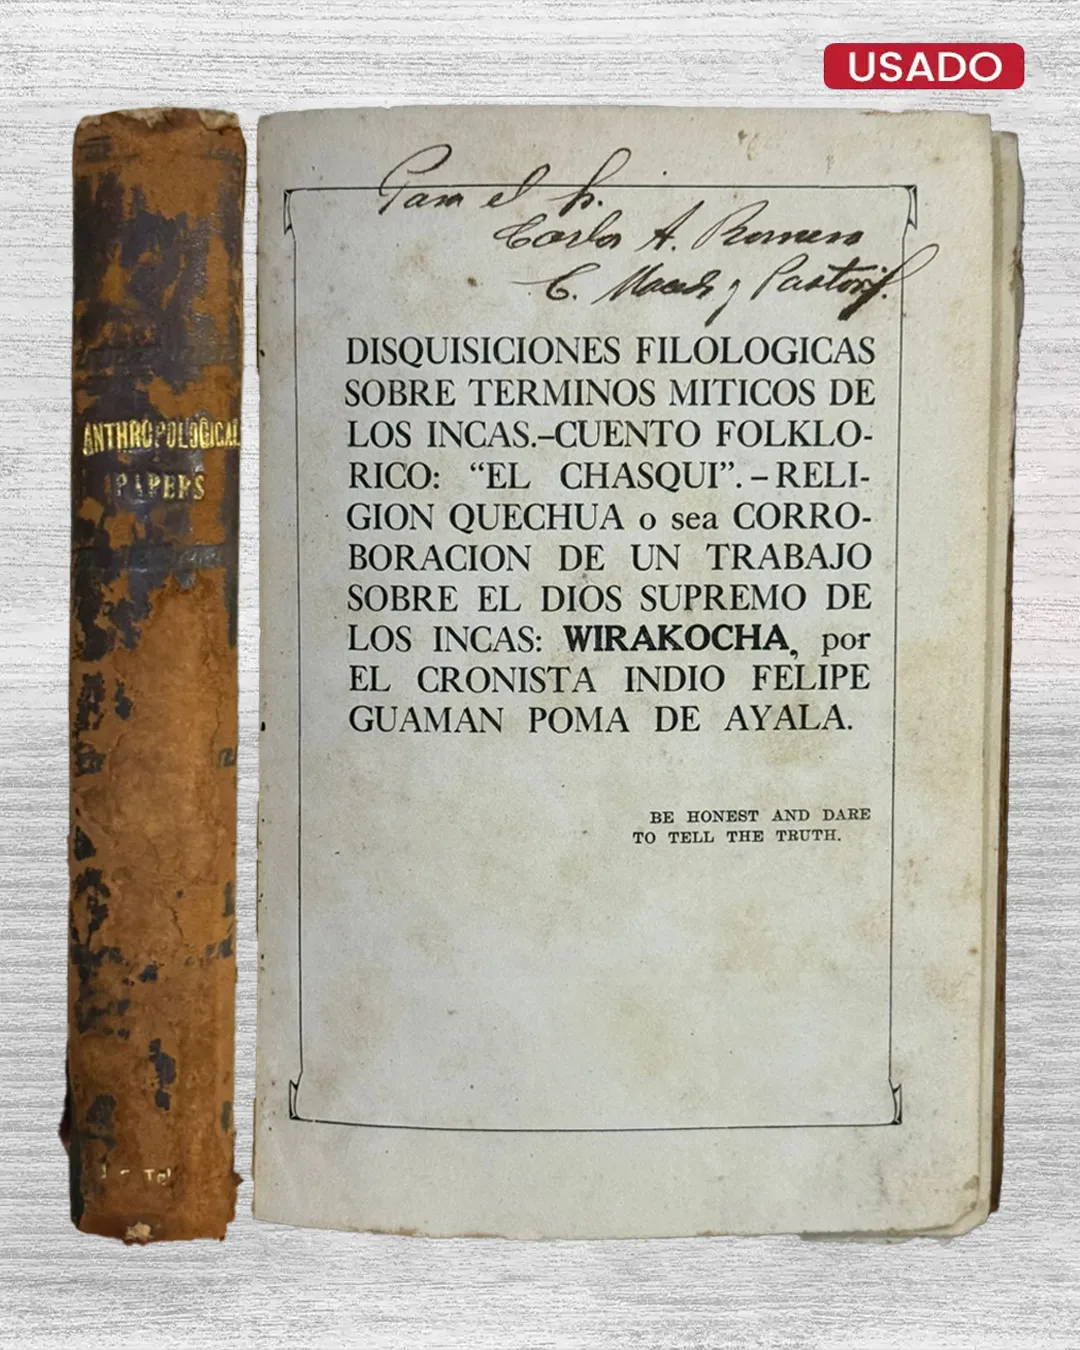 USADO
ANTHROPOLOGICAL
PAPERS
Para el h.
Carlos A. Romero
C. y Pastor
DISQUISICIONES FILOLOGICAS
SOBRE TERMINOS MITICOS DE
LOS INCAS.–CUENTO FOLKLO-
RICO: “EL CHASQUI”. – RELI-
GION QUECHUA o sea CORRO-
BORACION DE UN TRABAJO
SOBRE EL DIOS SUPREMO DE
LOS INCAS: WIRAKOCHA, por
EL CRONISTA INDIO FELIPE
GUAMAN POMA DE AYALA.
BE HONEST AND DARE
TO TELL THE TRUTH.